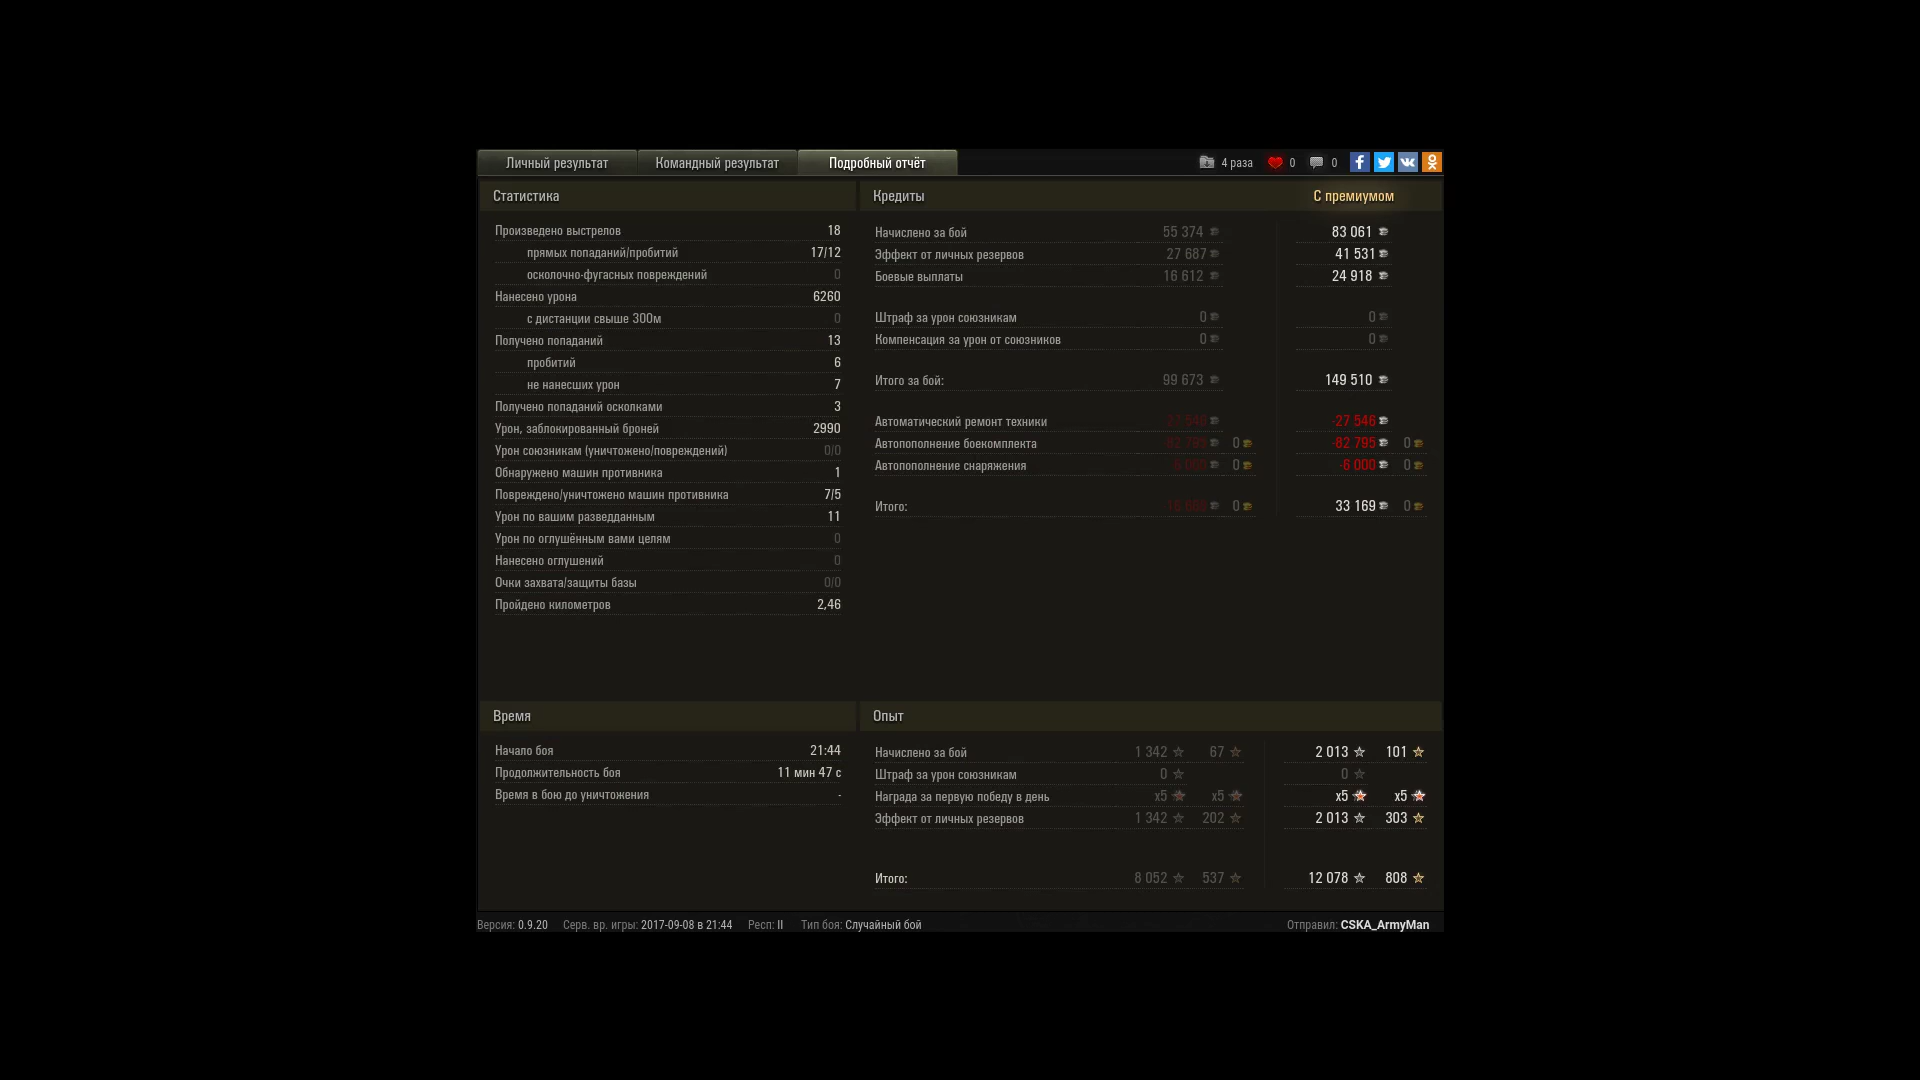 Личный результат Командный результат Подробный отчёт 4 раза 0 0
Статистика
Произведено выстрелов 18
прямых попаданий/пробитий 17/12
осколочно-фугасных повреждений 0
Нанесено урона 6260
с дистанции свыше 300м 0
Получено попаданий 13
пробитий 6
не нанесших урон 7
Получено попаданий осколками 3
Урон, заблокированный броней 2990
Урон союзникам (уничтожено/повреждений) 0/0
Обнаружено машин противника 1
Повреждено/уничтожено машин противника 7/5
Урон по вашим разведданным 11
Урон по оглушённым вами целям 0
Нанесено оглушений 0
Очки захвата/защиты базы 0/0
Пройдено километров 2,46
Кредиты С премиумом
Начислено за бой 55 374 83 061
Эффект от личных резервов 27 687 41 531
Боевые выплаты 16 612 24 918
Штраф за урон союзникам 0 0
Компенсация за урон от союзников 0 0
Итого за бой: 99 673 149 510
Автоматический ремонт техники -27 546 -27 546
Автопополнение боекомплекта -82 795 0 -82 795 0
Автопополнение снаряжения -6 000 0 -6 000 0
Итого: 0 33 169 0
Время
Начало боя 21:44
Продолжительность боя 11 мин 47 с
Время в бою до уничтожения -
Опыт
Начислено за бой 1 342 67 2 013 101
Штраф за урон союзникам 0 0
Награда за первую победу в день x5 x5 x5 x5
Эффект от личных резервов 1 342 202 2 013 303
Итого: 8 052 537 12 078 808
Версия: 0.9.20 Серв. вр. игры: 2017-09-08 в 21:44 Респ: II Тип боя: Случайный бой Отправил: CSKA_ArmyMan